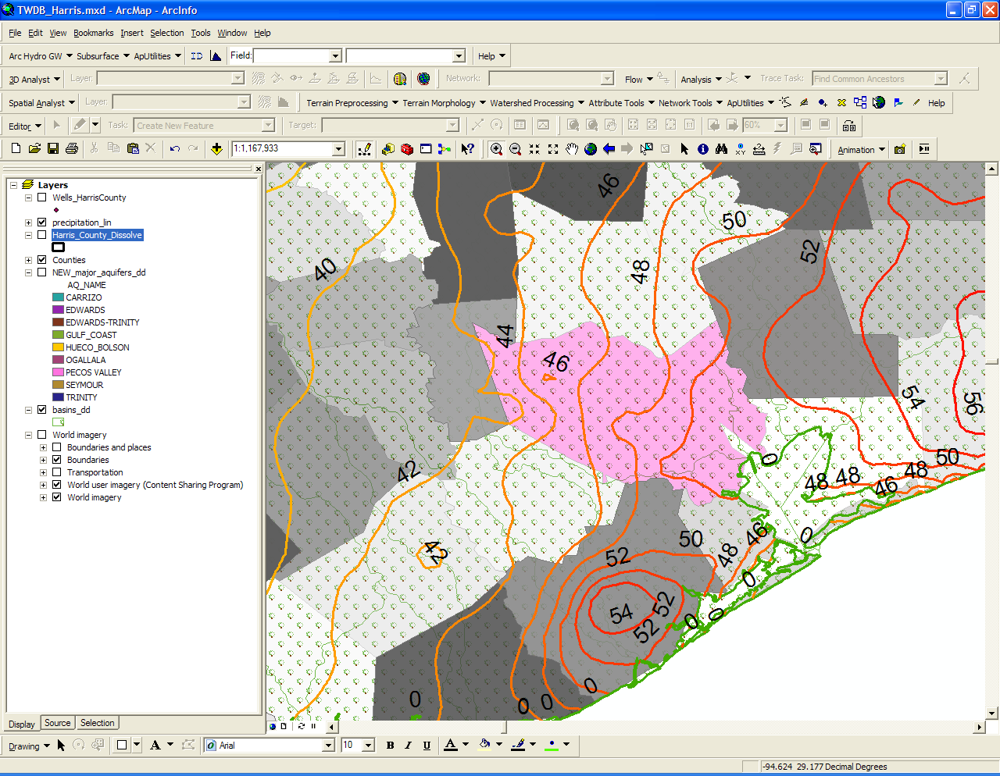 TWDB_Harris.mxd - ArcMap - ArcInfo
File Edit View Bookmarks Insert Selection Tools Window Help
Arc Hydro GW Subsurface ApUtilities ID Field: Help
3D Analyst Layer: Network: Flow Analysis Trace Task: Find Common Ancestors
Spatial Analyst Layer: Terrain Preprocessing Terrain Morphology Watershed Processing Attribute Tools Network Tools ApUtilities Help
Editor Task: Create New Feature Target: 1:1 60%
1:1,167,933 XY Animation
Layers
Wells_HarrisCounty
precipitation_lin
Harris_County_Dissolve
Counties
NEW_major_aquifers_dd
AQ_NAME
CARRIZO
EDWARDS
EDWARDS-TRINITY
GULF_COAST
HUECO_BOLSON
OGALLALA
PECOS VALLEY
SEYMOUR
TRINITY
basins_dd
World imagery
Boundaries and places
Boundaries
Transportation
World user imagery (Content Sharing Program)
World imagery
46
50
52
40
48
44
46
54
56
42
0
50
48
48
48
46
42
50
52
48
46
0
0
54
52
52
0
0
0
0
0
0
Display Source Selection
Drawing A Arial 10 B I U A
-94.624 29.177 Decimal Degrees